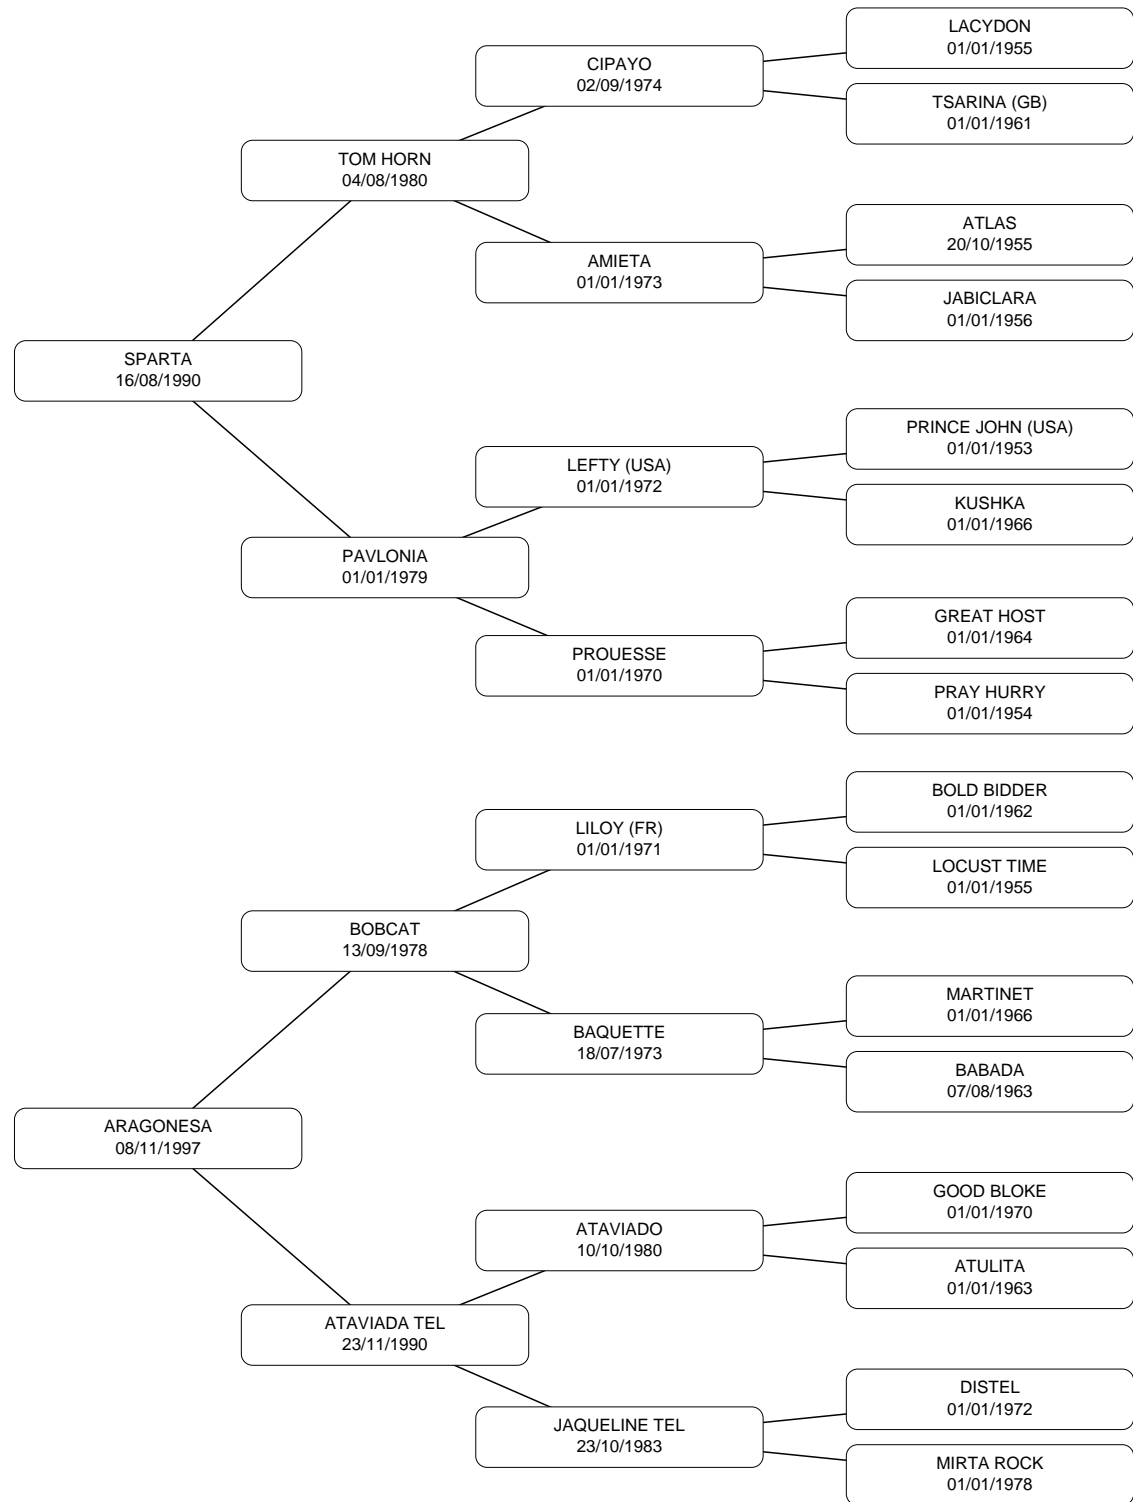 LACYDON
01/01/1955
CIPAYO
02/09/1974
TSARINA (GB)
01/01/1961
TOM HORN
04/08/1980
ATLAS
20/10/1955
AMIETA
01/01/1973
JABICLARA
01/01/1956
SPARTA
16/08/1990
PRINCE JOHN (USA)
01/01/1953
LEFTY (USA)
01/01/1972
KUSHKA
01/01/1966
PAVLONIA
01/01/1979
GREAT HOST
01/01/1964
PROUESSE
01/01/1970
PRAY HURRY
01/01/1954
BOLD BIDDER
01/01/1962
LILOY (FR)
01/01/1971
LOCUST TIME
01/01/1955
BOBCAT
13/09/1978
MARTINET
01/01/1966
BAQUETTE
18/07/1973
BABADA
07/08/1963
ARAGONESA
08/11/1997
GOOD BLOKE
01/01/1970
ATAVIADO
10/10/1980
ATULITA
01/01/1963
ATAVIADA TEL
23/11/1990
DISTEL
01/01/1972
JAQUELINE TEL
23/10/1983
MIRTA ROCK
01/01/1978